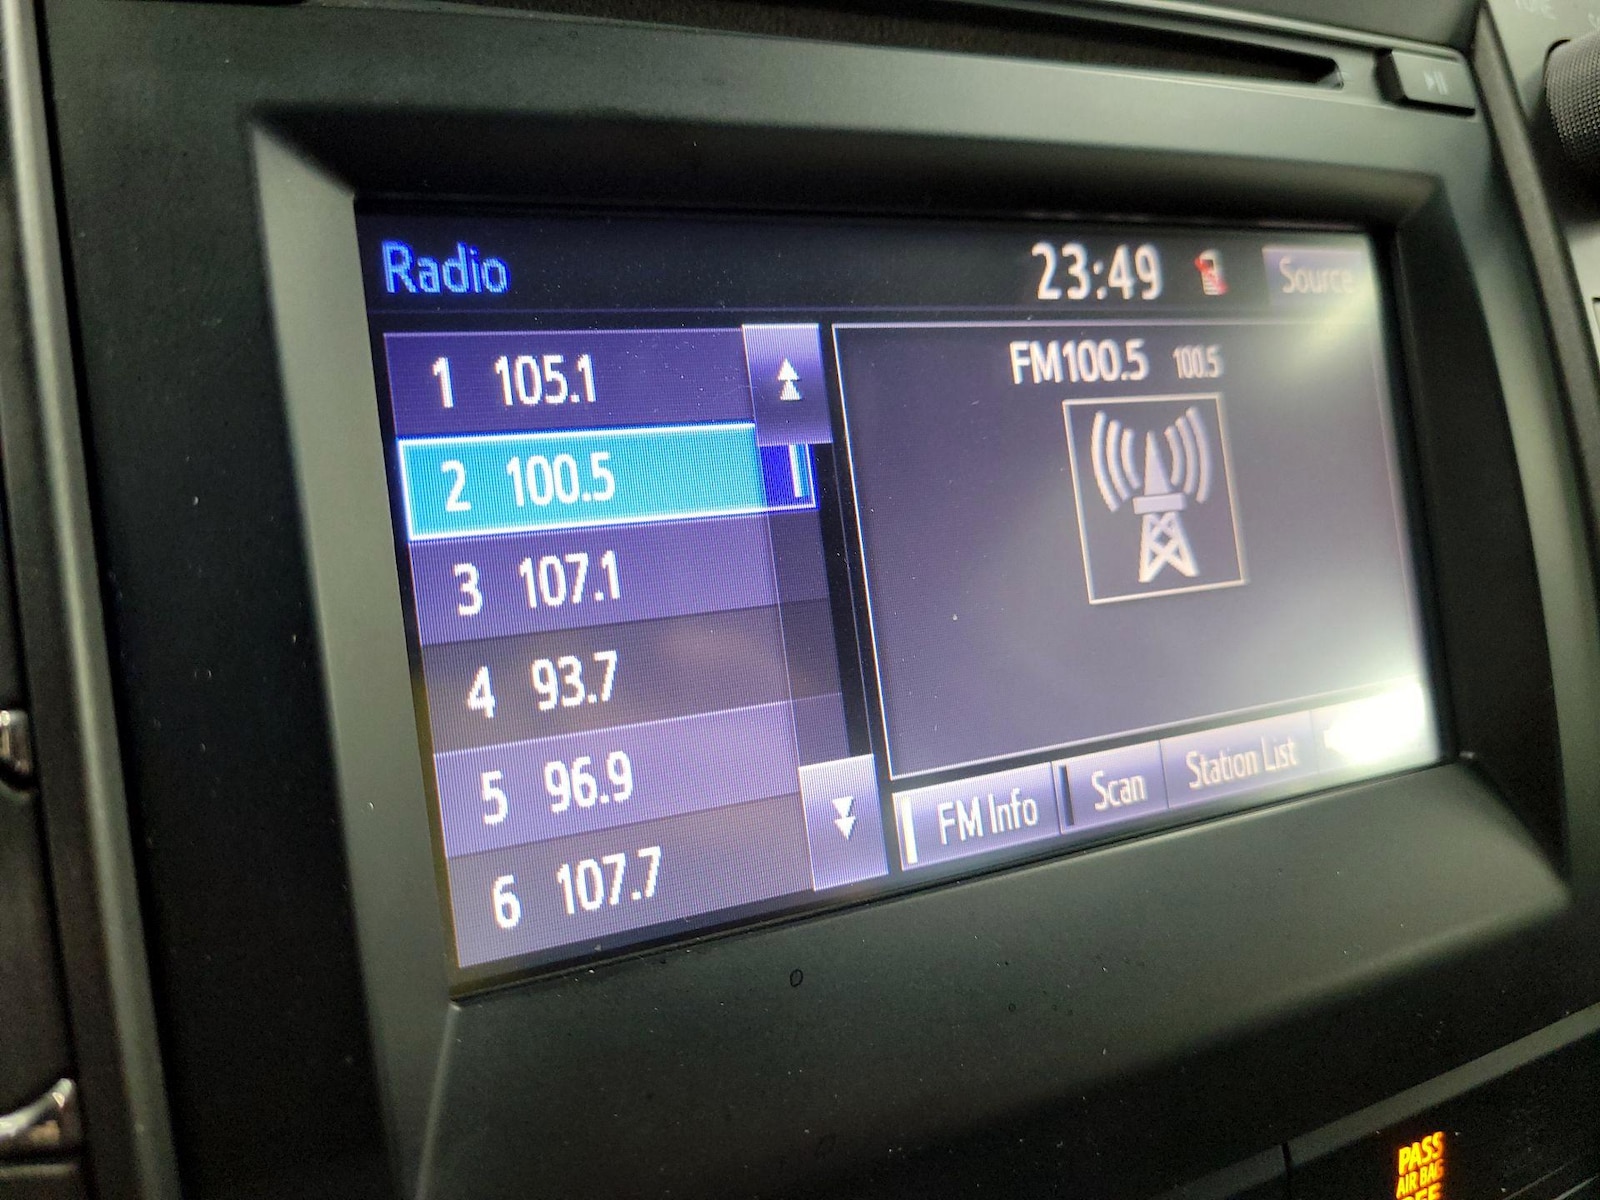 Radio 23:49 Source
1 105.1
2 100.5
3 107.1
4 93.7
5 96.9
6 107.7
FM100.5 100.5
FM Info Scan Station List
PASS
AIR BAG
OFF